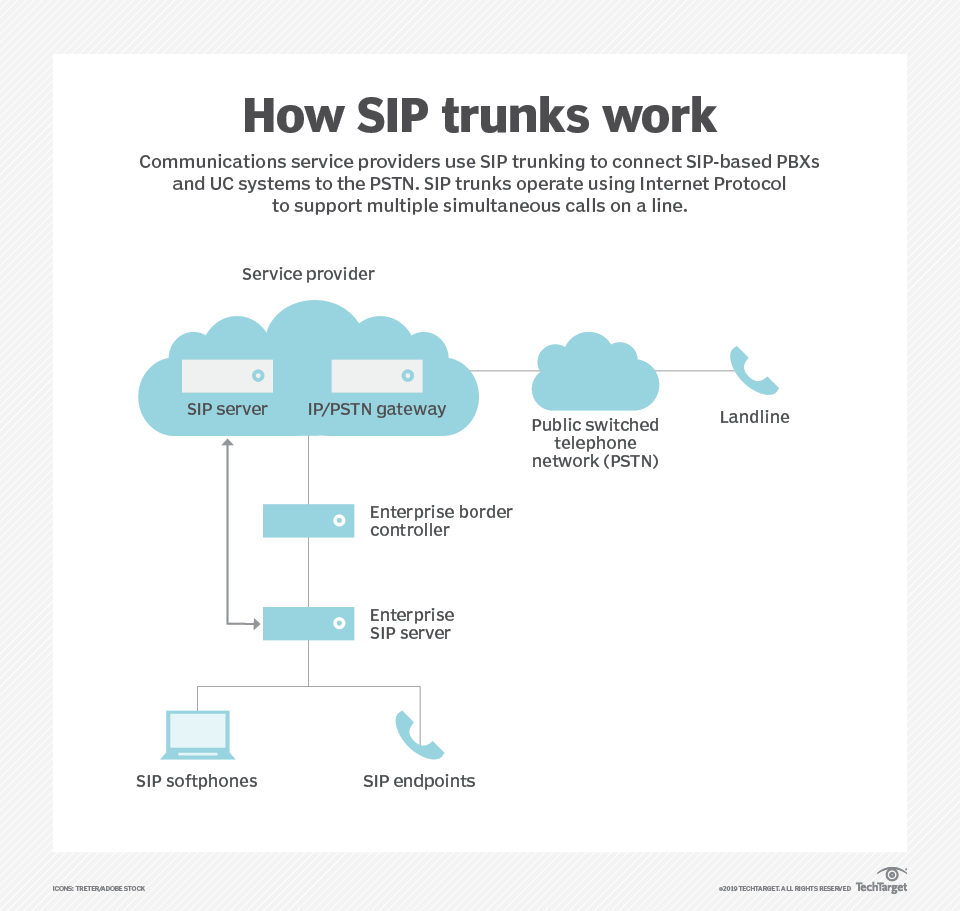 How SIP trunks work
Communications service providers use SIP trunking to connect SIP-based PBXs
and UC systems to the PSTN. SIP trunks operate using Internet Protocol
to support multiple simultaneous calls on a line.
Service provider
SIP server
IP/PSTN gateway
Public switched
telephone
network (PSTN)
Landline
Enterprise border
controller
Enterprise
SIP server
SIP softphones
SIP endpoints
ICONS: TRETER/ADOBE STOCK
©2019 TECHTARGET. ALL RIGHTS RESERVED
TechTarget